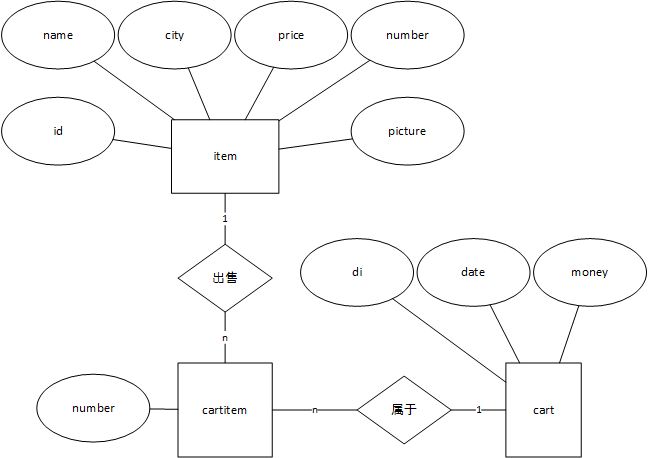 name
city
price
number
id
picture
item
1
出售
n
di
date
money
number
cartitem
n
属于
1
cart